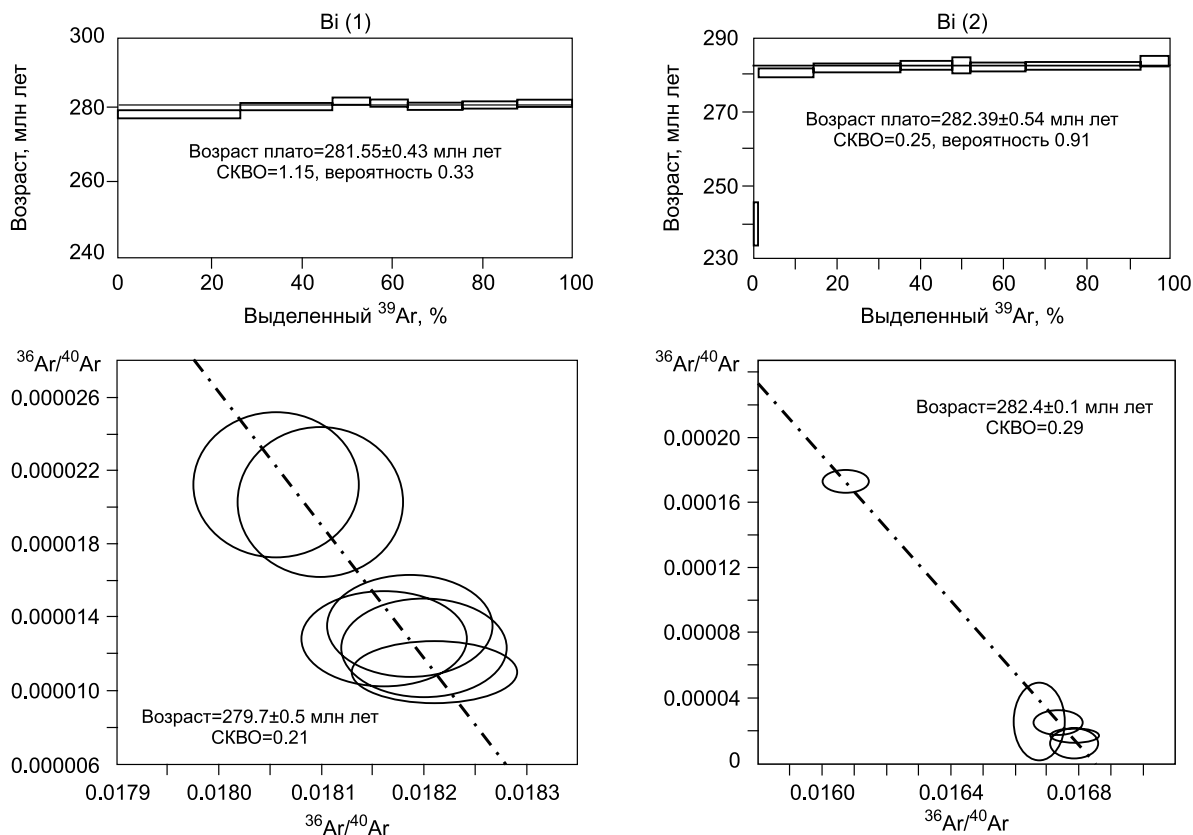 Bi (1)
300
280
260
240
Возраст, млн лет
Возраст плато=281.55±0.43 млн лет
СКВО=1.15, вероятность 0.33
0 20 40 60 80 100
Выделенный ³⁹Ar, %
Bi (2)
290
280
270
260
250
240
230
Возраст, млн лет
Возраст плато=282.39±0.54 млн лет
СКВО=0.25, вероятность 0.91
0 20 40 60 80 100
Выделенный ³⁹Ar, %
³⁶Ar/⁴⁰Ar
0.000026
0.000022
0.000018
0.000014
0.000010
0.000006
Возраст=279.7±0.5 млн лет
СКВО=0.21
0.0179 0.0180 0.0181 0.0182 0.0183
³⁶Ar/⁴⁰Ar
³⁶Ar/⁴⁰Ar
0.00020
0.00016
0.00012
0.00008
0.00004
0
Возраст=282.4±0.1 млн лет
СКВО=0.29
0.0160 0.0164 0.0168
³⁶Ar/⁴⁰Ar